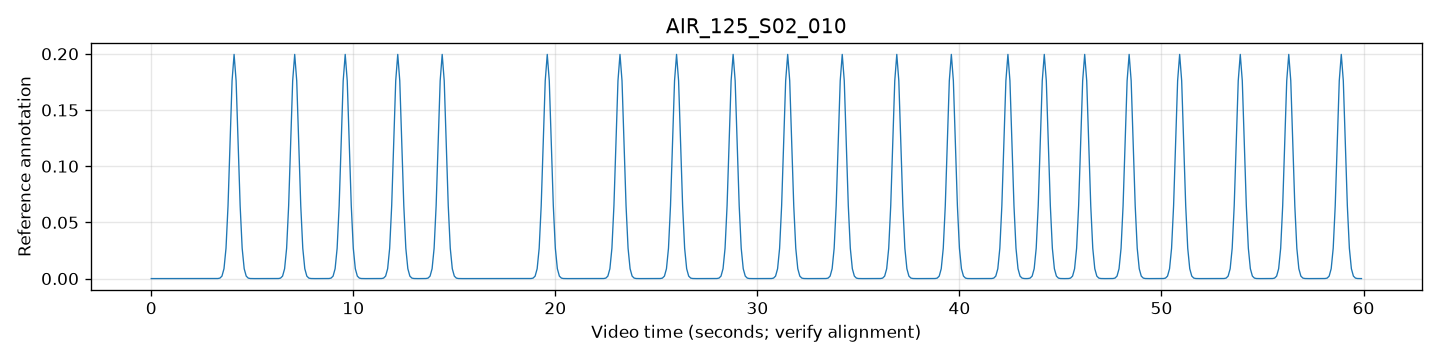 AIR_125_S02_010
Reference annotation
0.20
0.15
0.10
0.05
0.00
0 10 20 30 40 50 60
Video time (seconds; verify alignment)